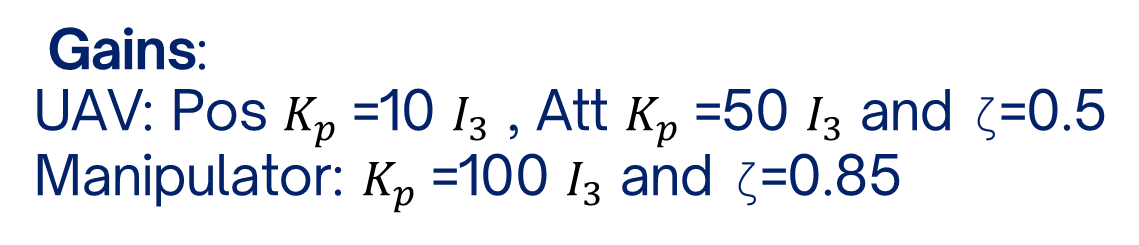 Gains:
UAV: Pos K_p =10 I_3 , Att K_p =50 I_3 and ζ=0.5
Manipulator: K_p =100 I_3 and ζ=0.85